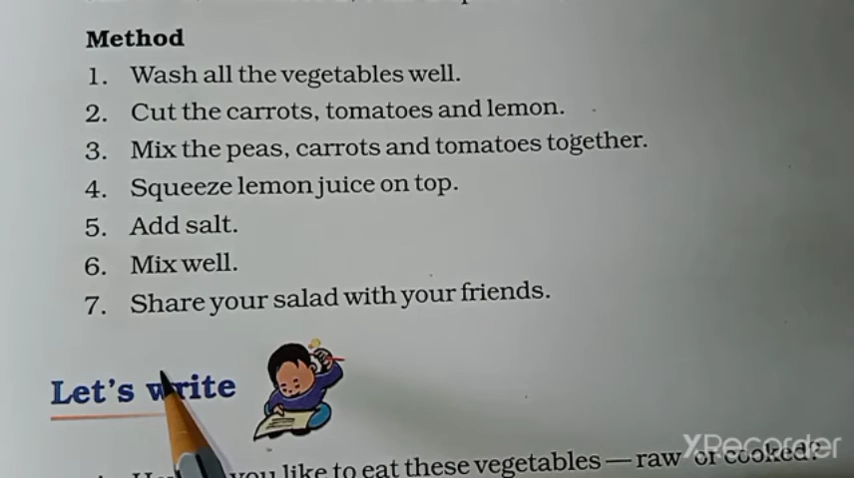 Method
1. Wash all the vegetables well.
2. Cut the carrots, tomatoes and lemon.
3. Mix the peas, carrots and tomatoes together.
4. Squeeze lemon juice on top.
5. Add salt.
6. Mix well.
7. Share your salad with your friends.
Let's write
you like to eat these vegetables — raw or cooked?
XRecorder